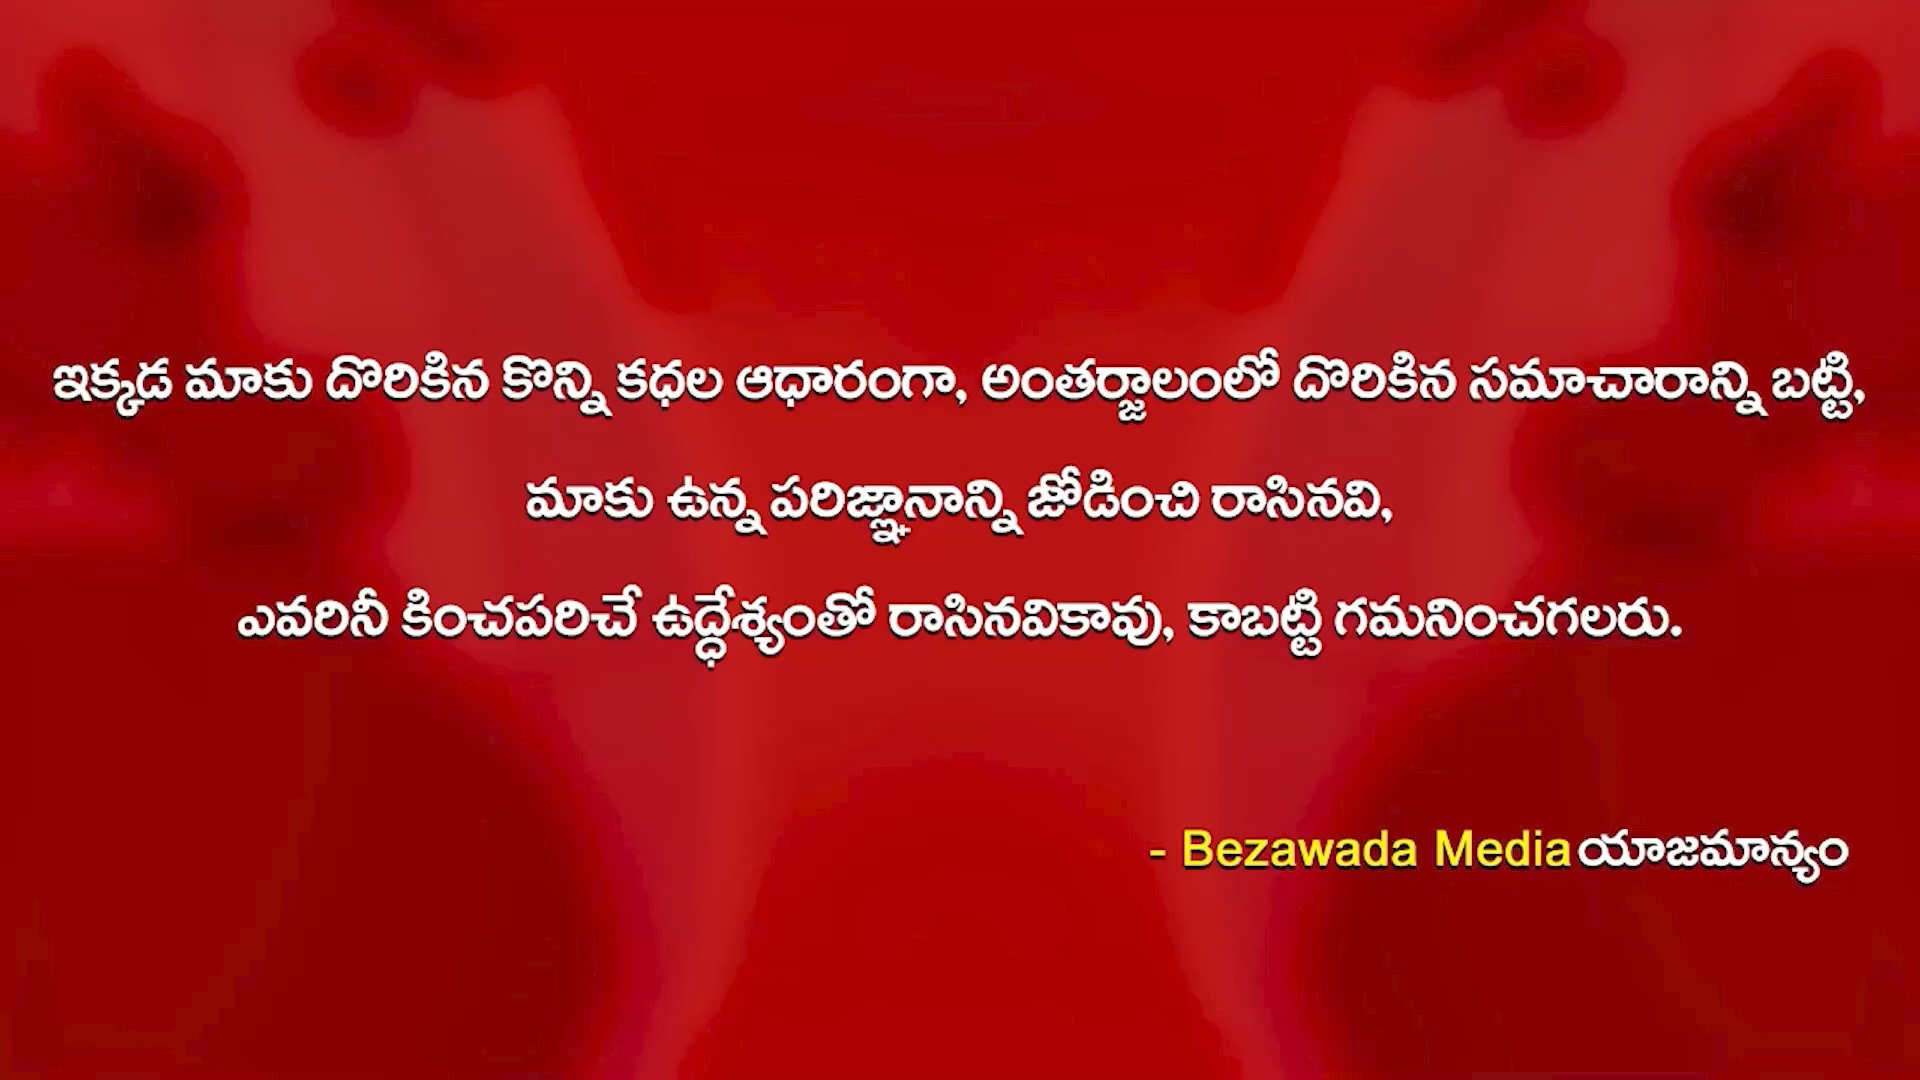 ఇక్కడ మాకు దొరికిన కొన్ని కధల ఆధారంగా, అంతర్జాలంలో దొరికిన సమాచారాన్ని బట్టి,
మాకు ఉన్న పరిజ్ఞానాన్ని జోడించి రాసినవి,
ఎవరినీ కించపరిచే ఉద్ధేశ్యంతో రాసినవికావు, కాబట్టి గమనించగలరు.
- Bezawada Media యాజమాన్యం